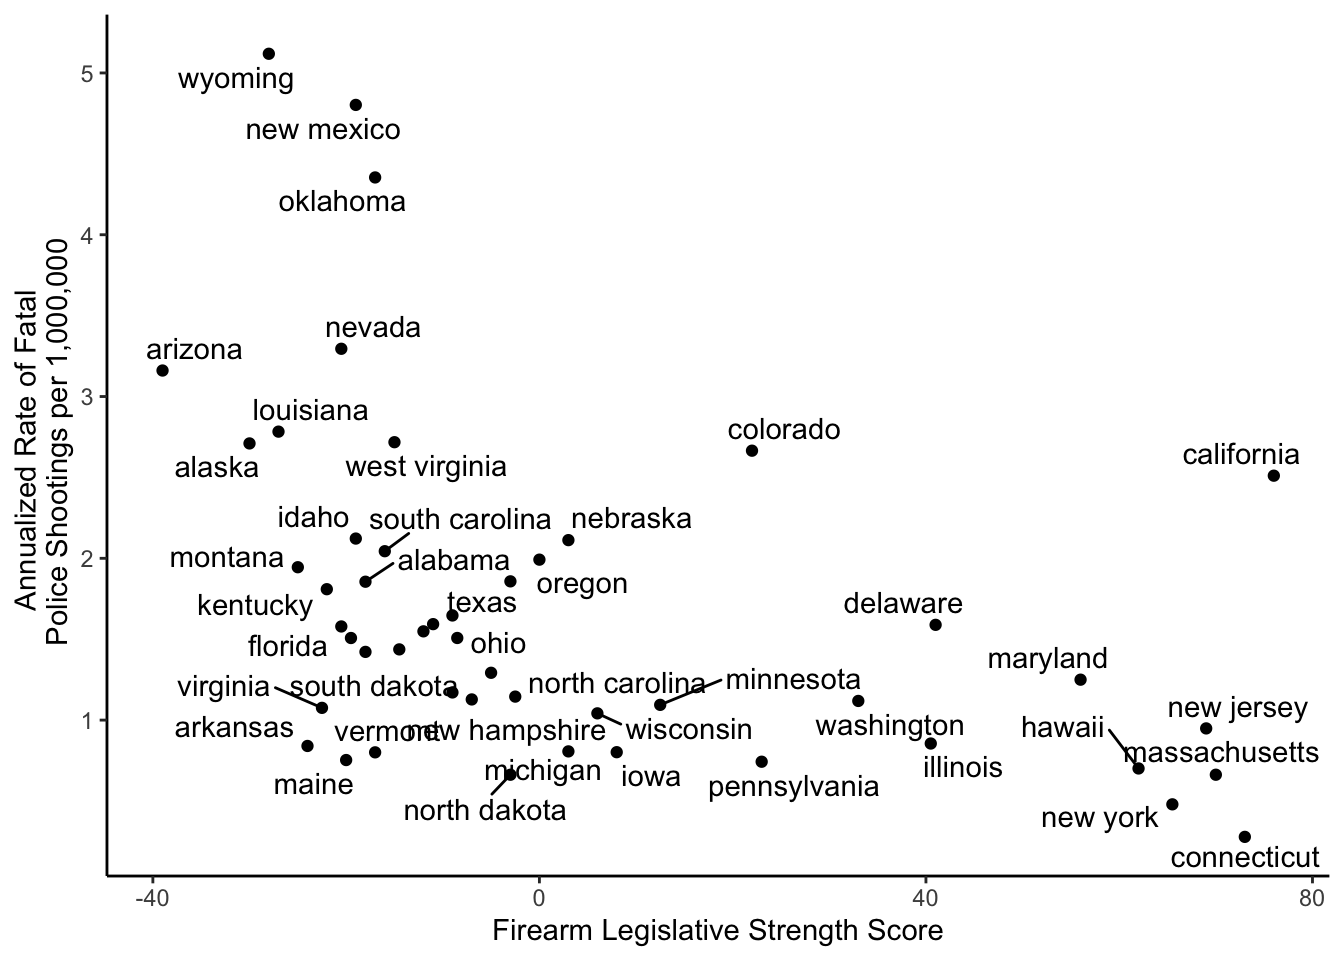 wyoming
new mexico
oklahoma
nevada
arizona
louisiana
alaska
west virginia
colorado
california
idaho
south carolina
nebraska
montana
alabama
oregon
kentucky
texas
delaware
florida
ohio
maryland
virginia
south dakota
north carolina
minnesota
new jersey
arkansas
vermont
new hampshire
wisconsin
washington
hawaii
massachusetts
maine
michigan
iowa
pennsylvania
illinois
north dakota
new york
connecticut
5
4
3
2
1
-40
0
40
80
Annualized Rate of Fatal
Police Shootings per 1,000,000
Firearm Legislative Strength Score